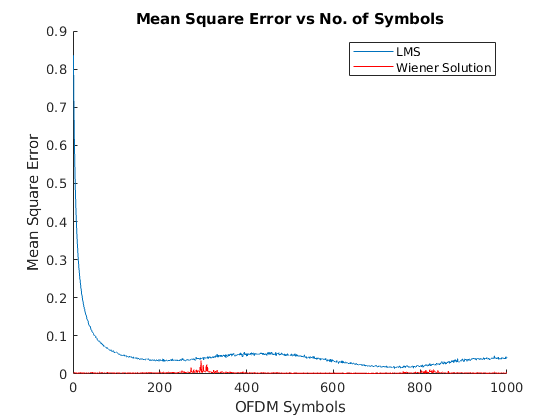 Mean Square Error vs No. of Symbols
0.9
0.8
0.7
0.6
0.5
0.4
0.3
0.2
0.1
0
Mean Square Error
LMS
Wiener Solution
0 200 400 600 800 1000
OFDM Symbols